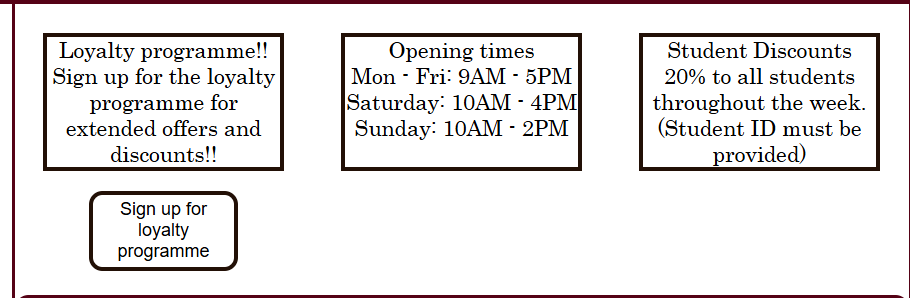 Loyalty programme!!
Sign up for the loyalty
programme for
extended offers and
discounts!!
Sign up for
loyalty
programme
Opening times
Mon - Fri: 9AM - 5PM
Saturday: 10AM - 4PM
Sunday: 10AM - 2PM
Student Discounts
20% to all students
throughout the week.
(Student ID must be
provided)